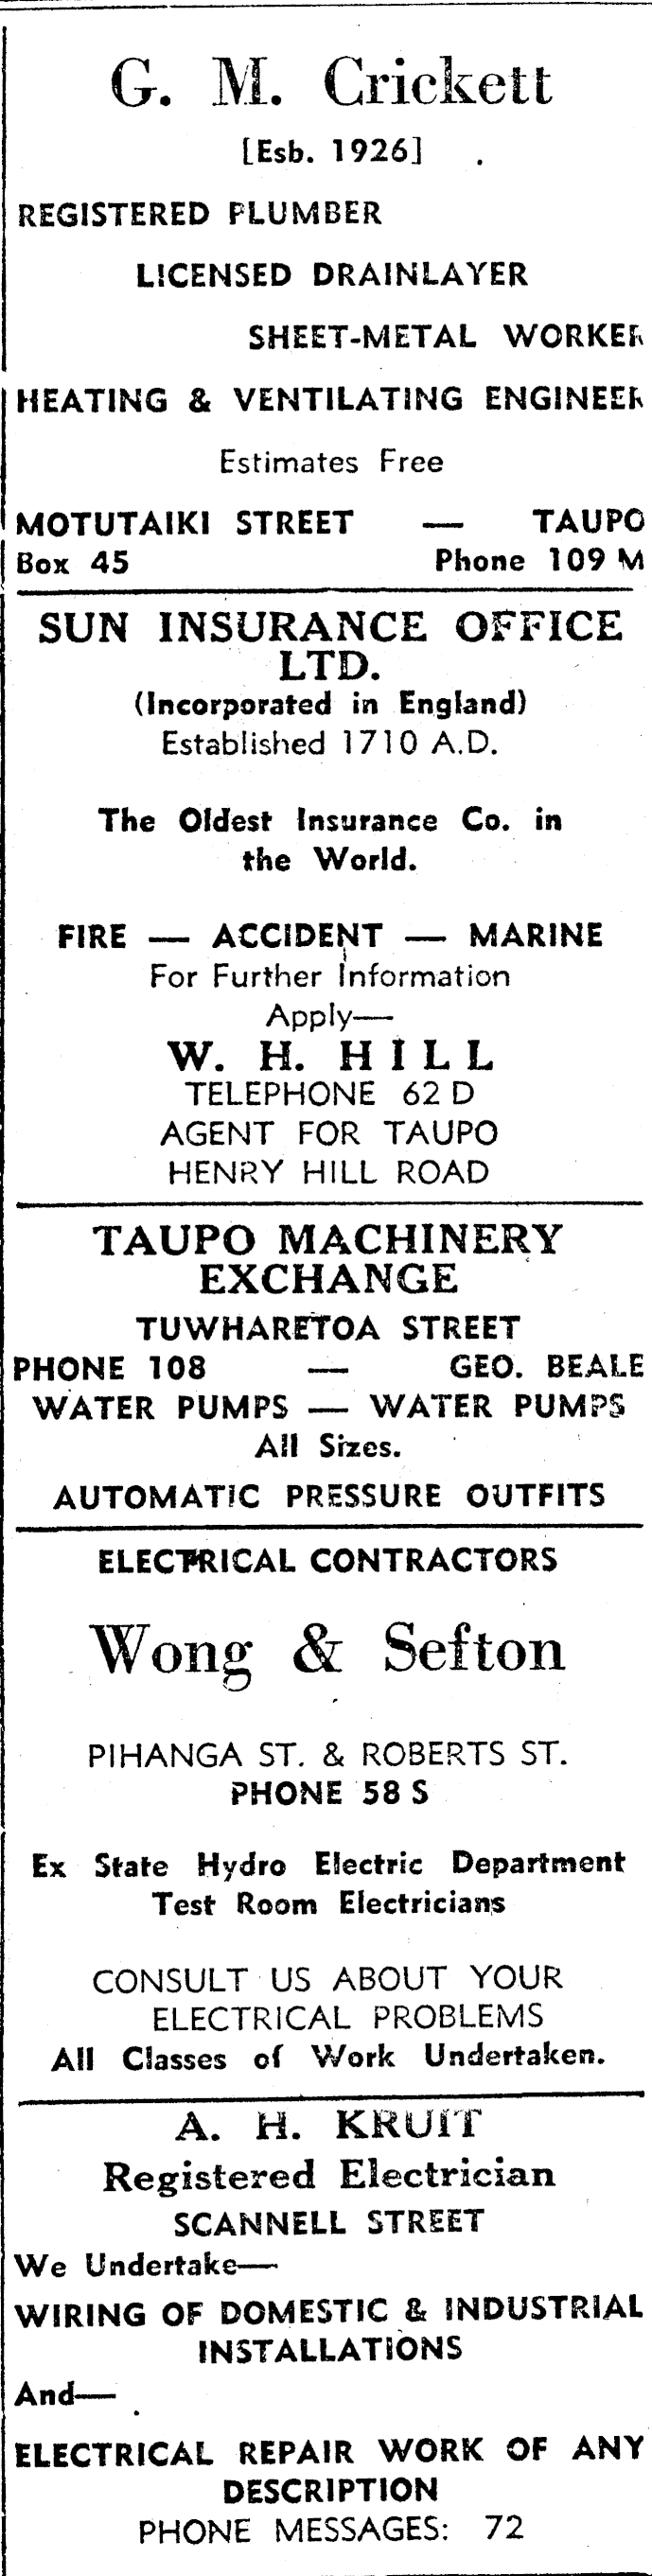 G. M. Crickett
[Esb. 1926]
REGISTERED PLUMBER
LICENSED DRAINLAYER
SHEET-METAL WORKER
HEATING & VENTILATING ENGINEER
Estimates Free
MOTUTAIKI STREET — TAUPO
Box 45 Phone 109 M
SUN INSURANCE OFFICE
LTD.
(Incorporated in England)
Established 1710 A.D.
The Oldest Insurance Co. in
the World.
FIRE — ACCIDENT — MARINE
For Further Information
Apply—
W. H. HILL
TELEPHONE 62 D
AGENT FOR TAUPO
HENRY HILL ROAD
TAUPO MACHINERY
EXCHANGE
TUWHARETOA STREET
PHONE 108 — GEO. BEALE
WATER PUMPS — WATER PUMPS
All Sizes.
AUTOMATIC PRESSURE OUTFITS
ELECTRICAL CONTRACTORS
Wong & Sefton
PIHANGA ST. & ROBERTS ST.
PHONE 58 S
Ex State Hydro Electric Department
Test Room Electricians
CONSULT US ABOUT YOUR
ELECTRICAL PROBLEMS
All Classes of Work Undertaken.
A. H. KRUIT
Registered Electrician
SCANNELL STREET
We Undertake—
WIRING OF DOMESTIC & INDUSTRIAL
INSTALLATIONS
And—
ELECTRICAL REPAIR WORK OF ANY
DESCRIPTION
PHONE MESSAGES: 72